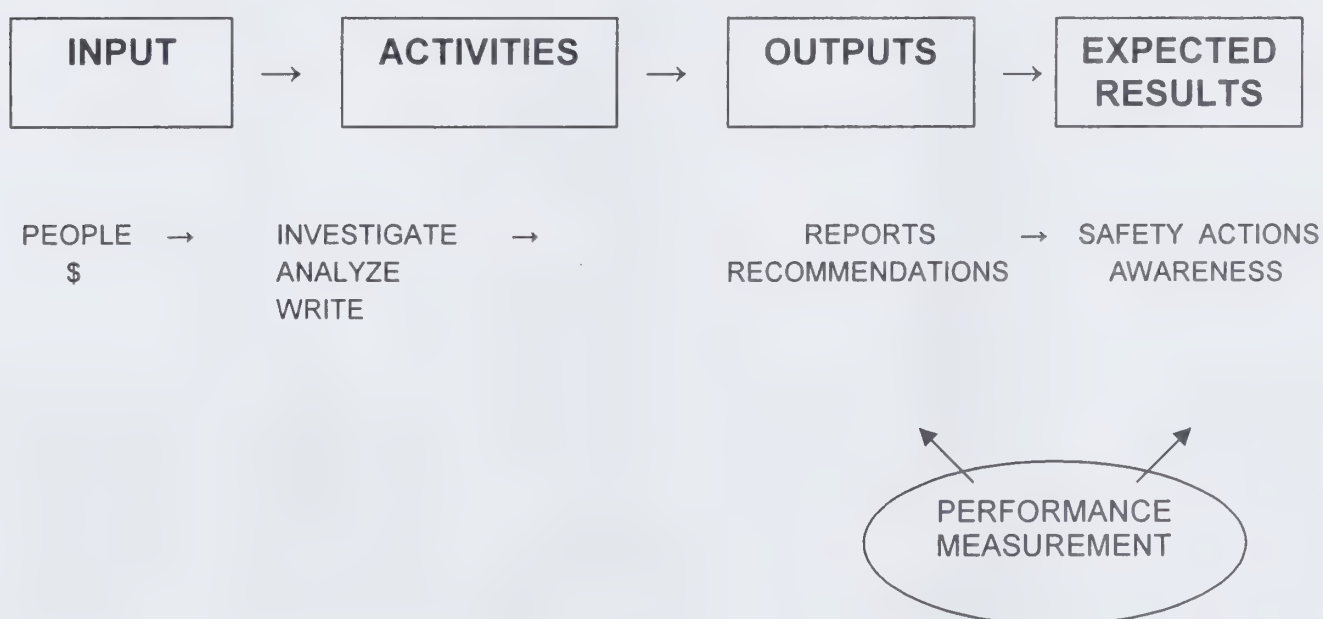 INPUT → ACTIVITIES → OUTPUTS → EXPECTED
RESULTS
PEOPLE → INVESTIGATE → REPORTS → SAFETY ACTIONS
$ ANALYZE RECOMMENDATIONS AWARENESS
WRITE
PERFORMANCE
MEASUREMENT